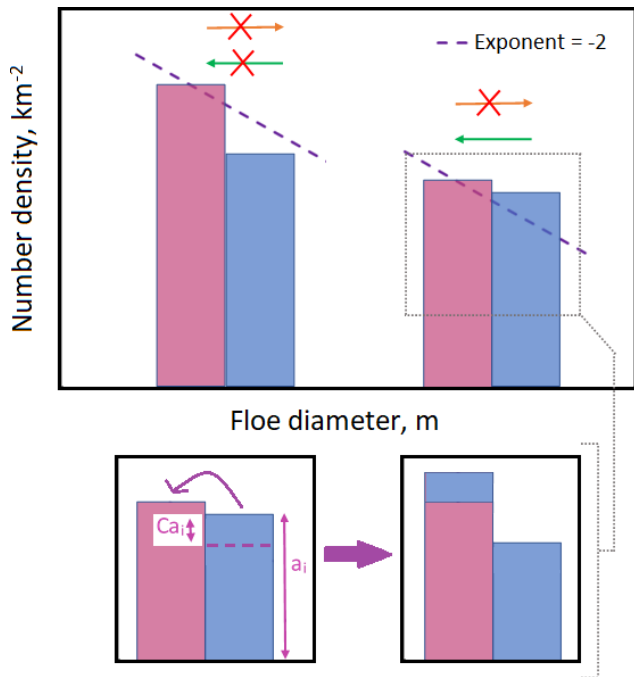 Exponent = -2
Number density, km⁻²
Floe diameter, m
Caᵢ
aᵢ